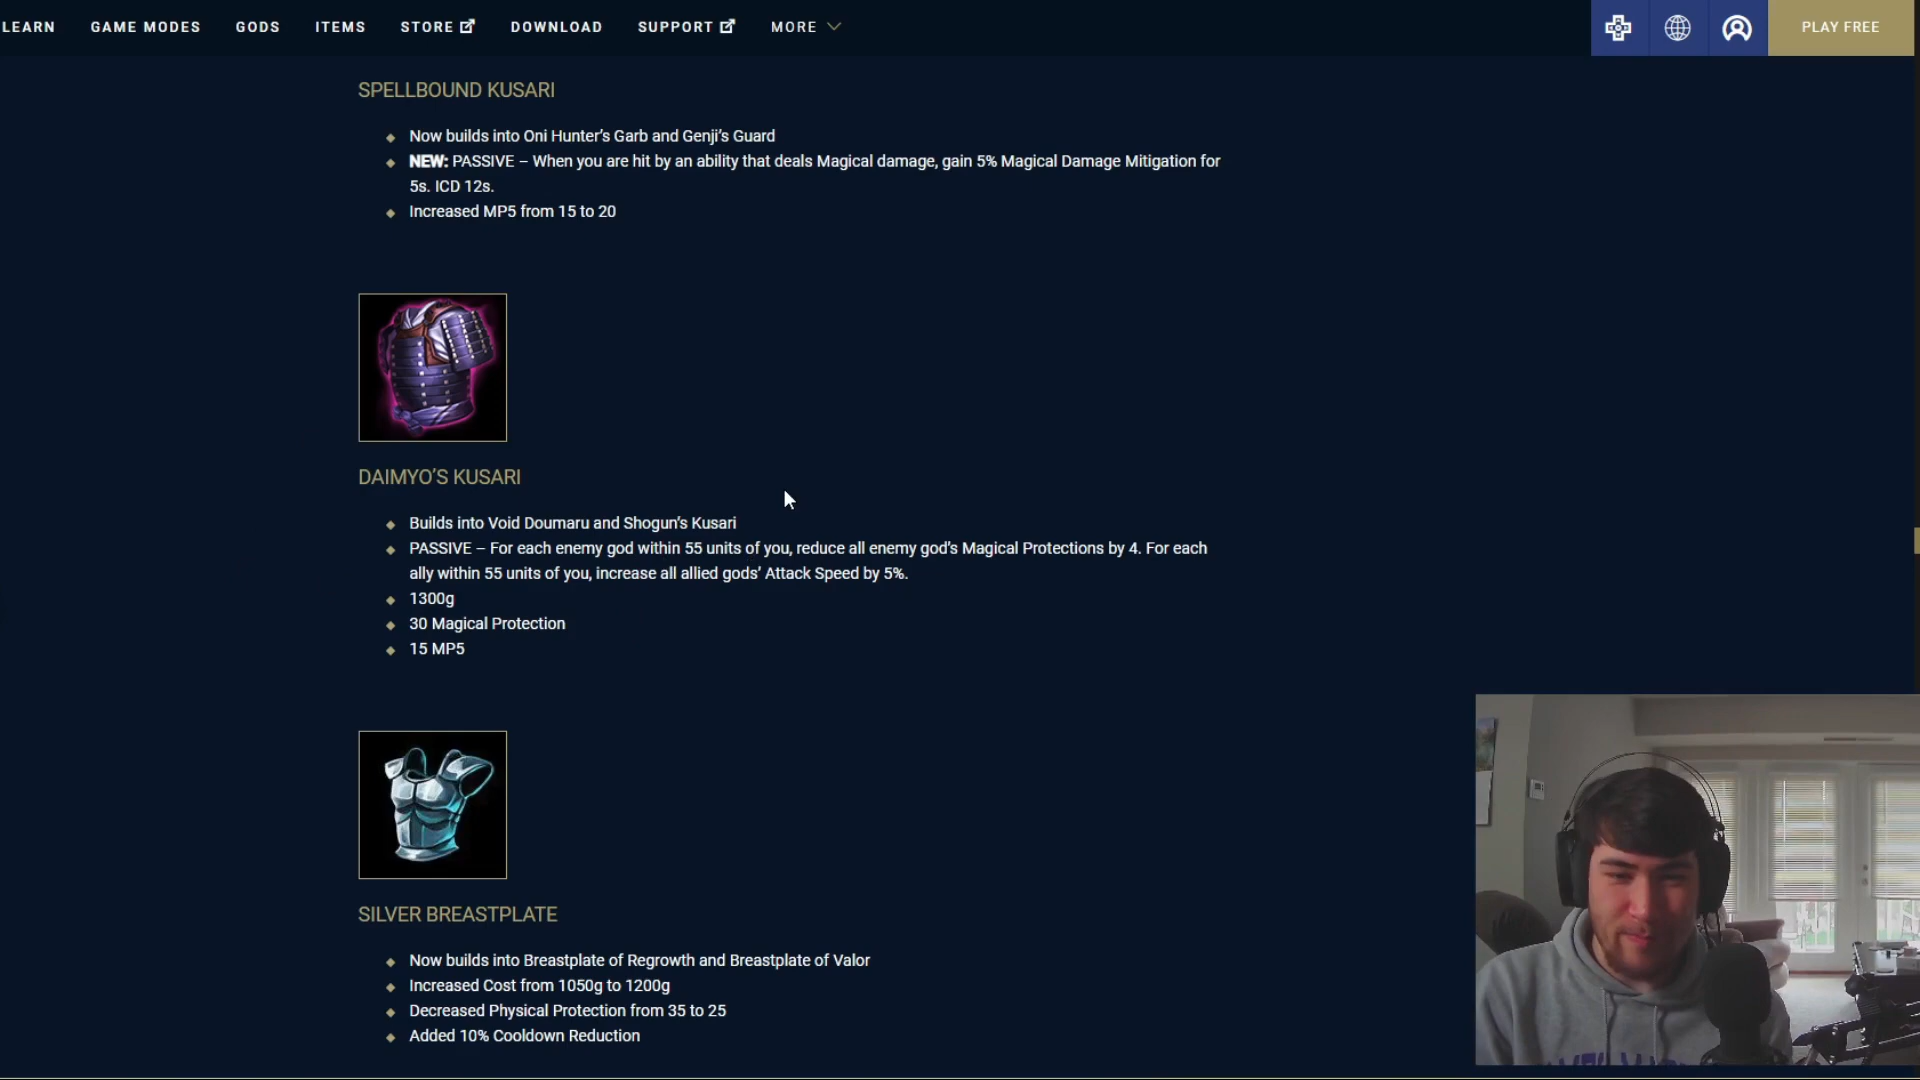 LEARN GAME MODES GODS ITEMS STORE DOWNLOAD SUPPORT MORE PLAY FREE
SPELLBOUND KUSARI
Now builds into Oni Hunter's Garb and Genji's Guard
NEW: PASSIVE – When you are hit by an ability that deals Magical damage, gain 5% Magical Damage Mitigation for
5s. ICD 12s.
Increased MP5 from 15 to 20
DAIMYO'S KUSARI
Builds into Void Doumaru and Shogun's Kusari
PASSIVE – For each enemy god within 55 units of you, reduce all enemy god's Magical Protections by 4. For each
ally within 55 units of you, increase all allied gods' Attack Speed by 5%.
1300g
30 Magical Protection
15 MP5
SILVER BREASTPLATE
Now builds into Breastplate of Regrowth and Breastplate of Valor
Increased Cost from 1050g to 1200g
Decreased Physical Protection from 35 to 25
Added 10% Cooldown Reduction